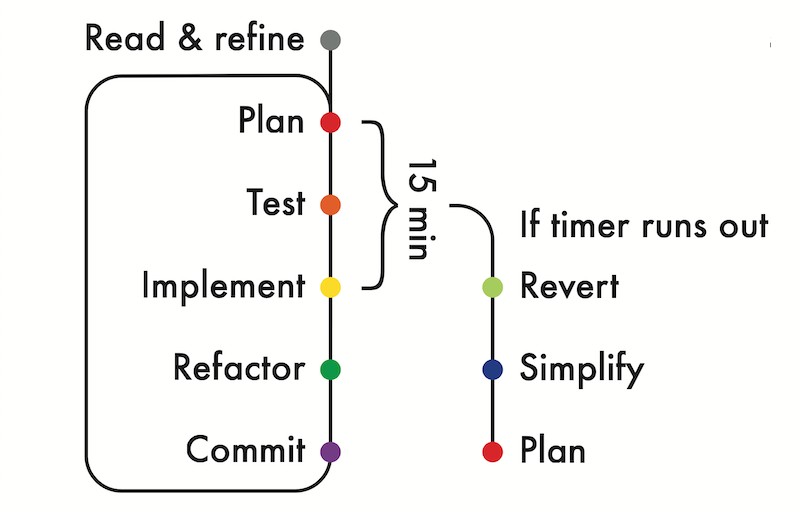 Read & refine
Plan
Test
Implement
Refactor
Commit
15 min
If timer runs out
Revert
Simplify
Plan